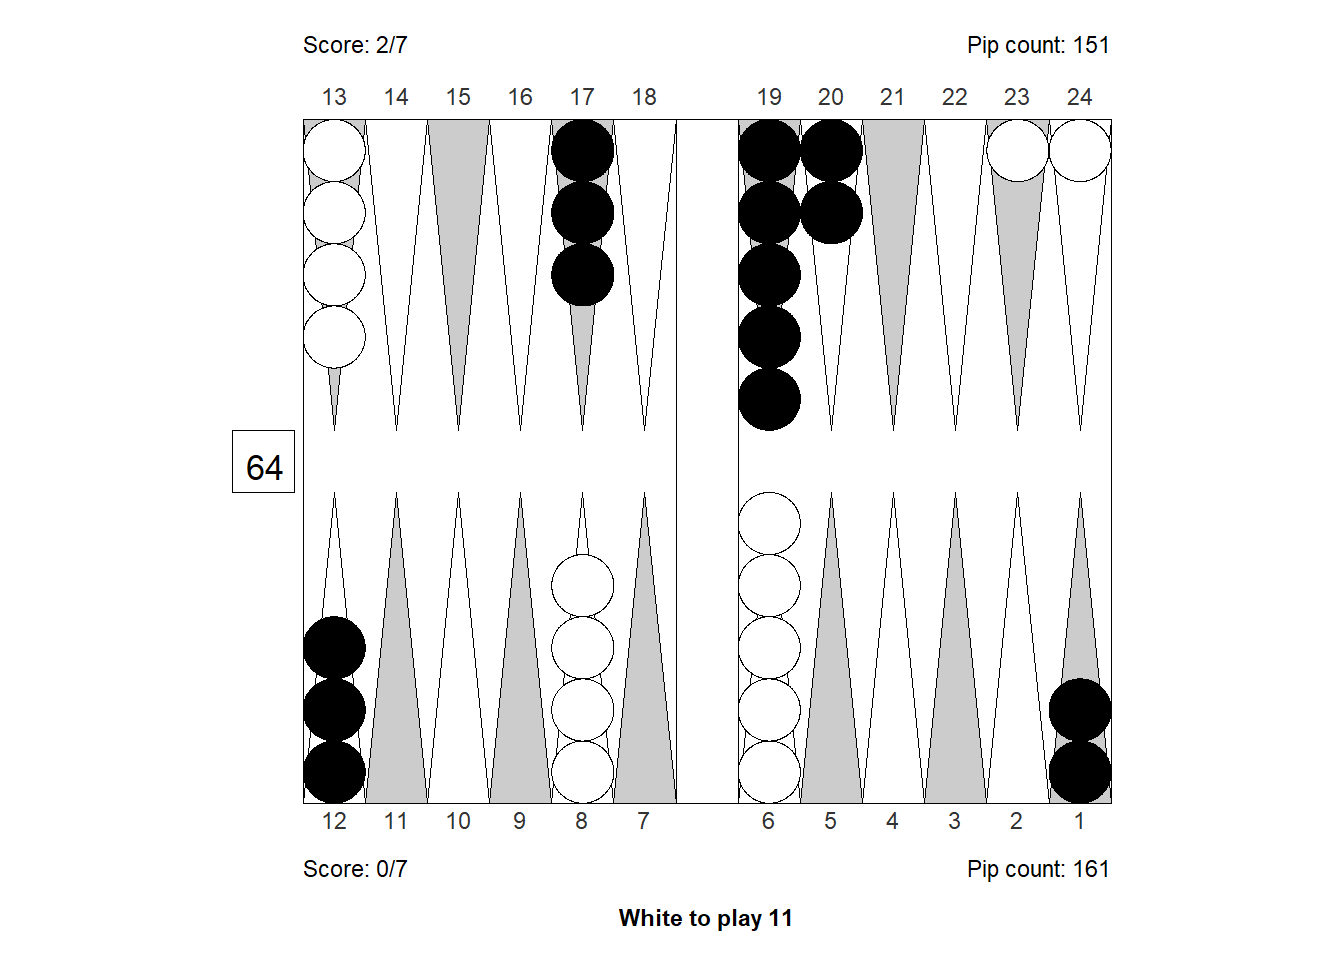 Score: 2/7 Pip count: 151
13 14 15 16 17 18 19 20 21 22 23 24
64
12 11 10 9 8 7 6 5 4 3 2 1
Score: 0/7 Pip count: 161
White to play 11